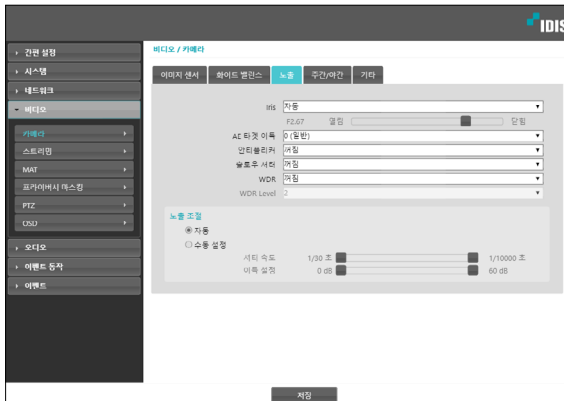 IDIS
비디오 / 카메라
간편 설정
시스템
네트워크
비디오
카메라
스트리밍
MAT
프라이버시 마스킹
PTZ
OSD
오디오
이벤트 동작
이벤트
이미지 센서 화이트 밸런스 노출 주간/야간 기타
Iris 자동
F2.67 열림 닫힘
AE 타겟 이득 0 (일반)
안티플리커 꺼짐
슬로우 셔터 꺼짐
WDR 꺼짐
WDR Level 2
노출 조절
자동
수동 설정
셔터 속도 1/30 초 1/10000 초
이득 설정 0 dB 60 dB
저장